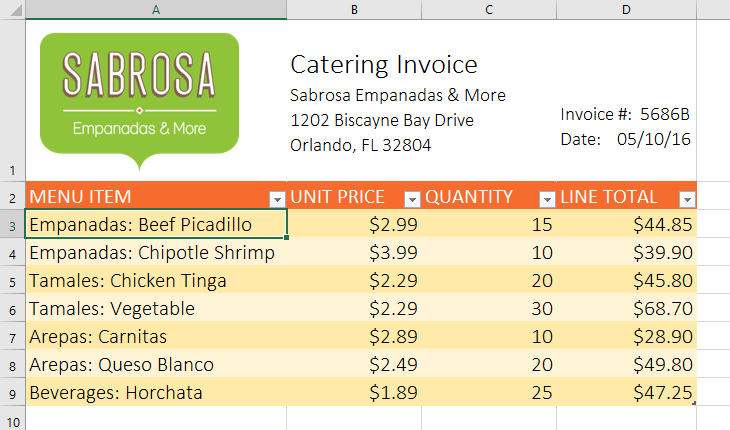 A B C D
SABROSA
Empanadas & More
Catering Invoice
Sabrosa Empanadas & More
1202 Biscayne Bay Drive
Orlando, FL 32804
Invoice #: 5686B
Date: 05/10/16
1
2 MENU ITEM UNIT PRICE QUANTITY LINE TOTAL
3 Empanadas: Beef Picadillo $2.99 15 $44.85
4 Empanadas: Chipotle Shrimp $3.99 10 $39.90
5 Tamales: Chicken Tinga $2.29 20 $45.80
6 Tamales: Vegetable $2.29 30 $68.70
7 Arepas: Carnitas $2.89 10 $28.90
8 Arepas: Queso Blanco $2.49 20 $49.80
9 Beverages: Horchata $1.89 25 $47.25
10